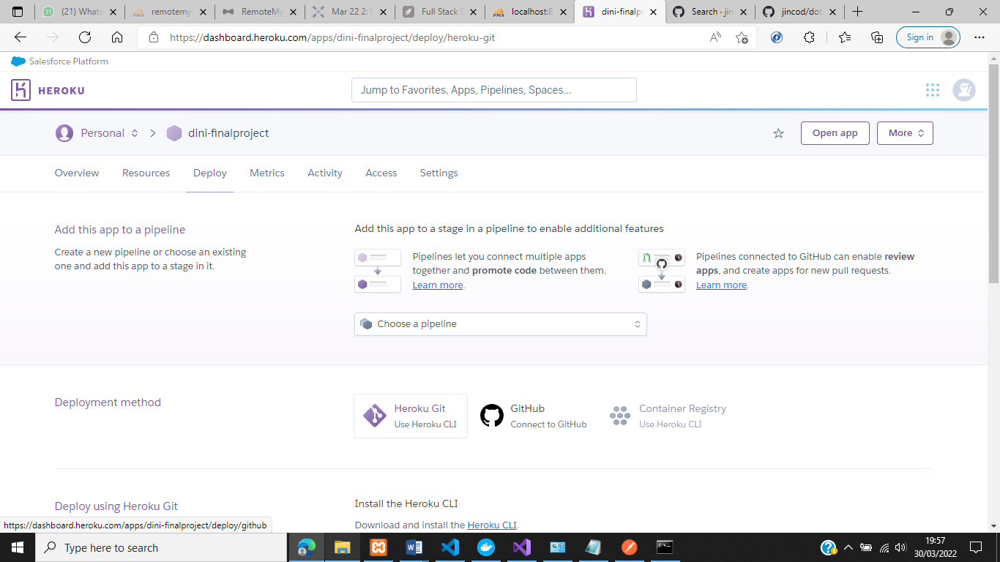 (21) Whats
remotemy
RemoteMy
Mar 22 2:1
Full Stack
localhost:8
dini-finalp
Search · jin
jincod/dot
https://dashboard.heroku.com/apps/dini-finalproject/deploy/heroku-git
Sign in
Salesforce Platform
HEROKU
Jump to Favorites, Apps, Pipelines, Spaces...
Personal
dini-finalproject
Open app
More
Overview
Resources
Deploy
Metrics
Activity
Access
Settings
Add this app to a pipeline
Create a new pipeline or choose an existing
one and add this app to a stage in it.
Add this app to a stage in a pipeline to enable additional features
Pipelines let you connect multiple apps
together and promote code between them.
Learn more.
Pipelines connected to GitHub can enable review
apps, and create apps for new pull requests.
Learn more.
Choose a pipeline
Deployment method
Heroku Git
Use Heroku CLI
GitHub
Connect to GitHub
Container Registry
Use Heroku CLI
Deploy using Heroku Git
Install the Heroku CLI
Download and install the Heroku CLI.
https://dashboard.heroku.com/apps/dini-finalproject/deploy/github
Type here to search
19:57
30/03/2022